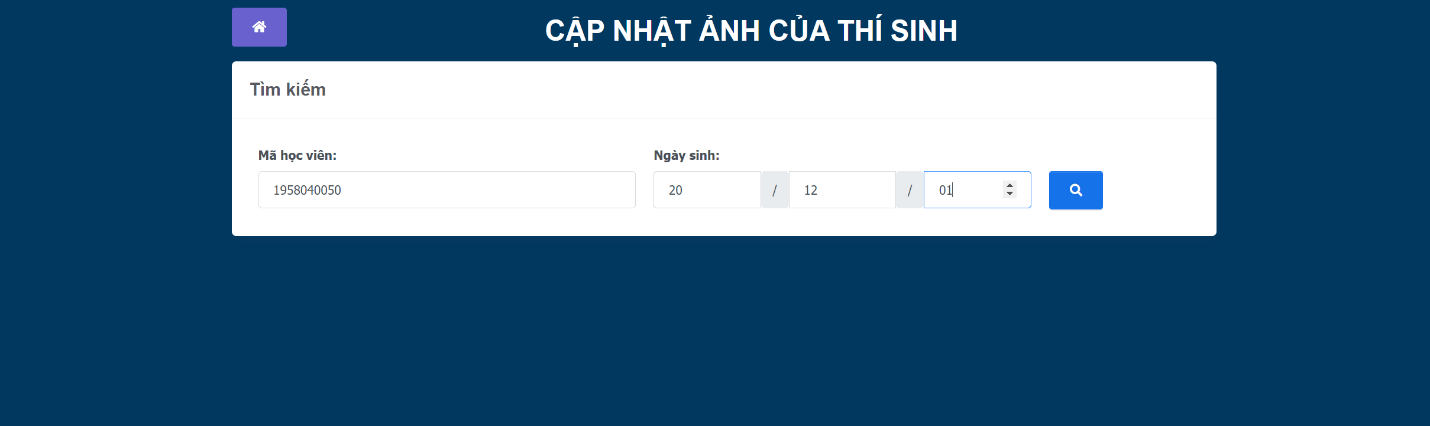 CẬP NHẬT ẢNH CỦA THÍ SINH
Tìm kiếm
Mã học viên: Ngày sinh:
1958040050 20 / 12 / 01